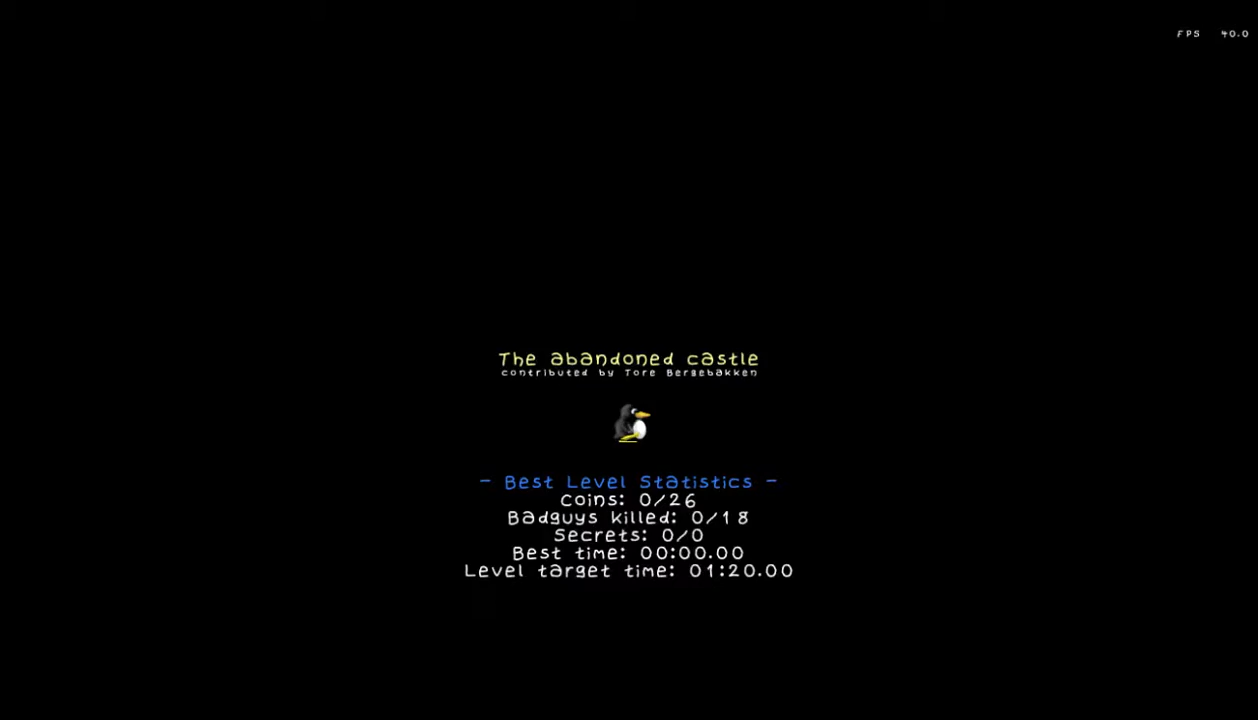 FPS 40.0
The abandoned castle
contributed by Tore Bergebakken
- Best Level Statistics -
Coins: 0/26
Badguys killed: 0/18
Secrets: 0/0
Best time: 00:00.00
Level target time: 01:20.00